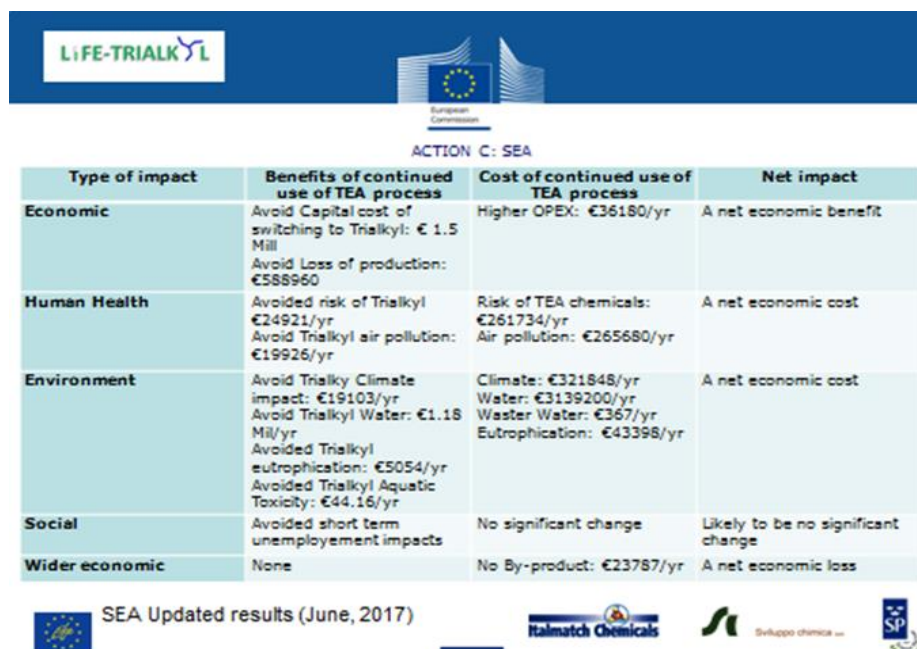 LiFE-TRIALKYL
European
Commission
ACTION C: SEA
Type of impact
Benefits of continued
use of TEA process
Cost of continued use of
TEA process
Net impact
Economic
Avoid Capital cost of
switching to Trialkyl: € 1.5
Mill
Avoid Loss of production:
€588960
Higher OPEX: €36180/yr
A net economic benefit
Human Health
Avoided risk of Trialkyl
€24921/yr
Avoid Trialkyl air pollution:
€19926/yr
Risk of TEA chemicals:
€261734/yr
Air pollution: €265680/yr
A net economic cost
Environment
Avoid Trialky Climate
impact: €19103/yr
Avoid Trialkyl Water: €1.18
Mil/yr
Avoided Trialkyl
eutrophication: €5054/yr
Avoided Trialkyl Aquatic
Toxicity: €44.16/yr
Climate: €321848/yr
Water: €3139200/yr
Waster Water: €367/yr
Eutrophication: €43398/yr
A net economic cost
Social
Avoided short term
unemployement impacts
No significant change
Likely to be no significant
change
Wider economic
None
No By-product: €23787/yr
A net economic loss
SEA Updated results (June, 2017)
Italmatch Chemicals
Sviluppo chimica
SP